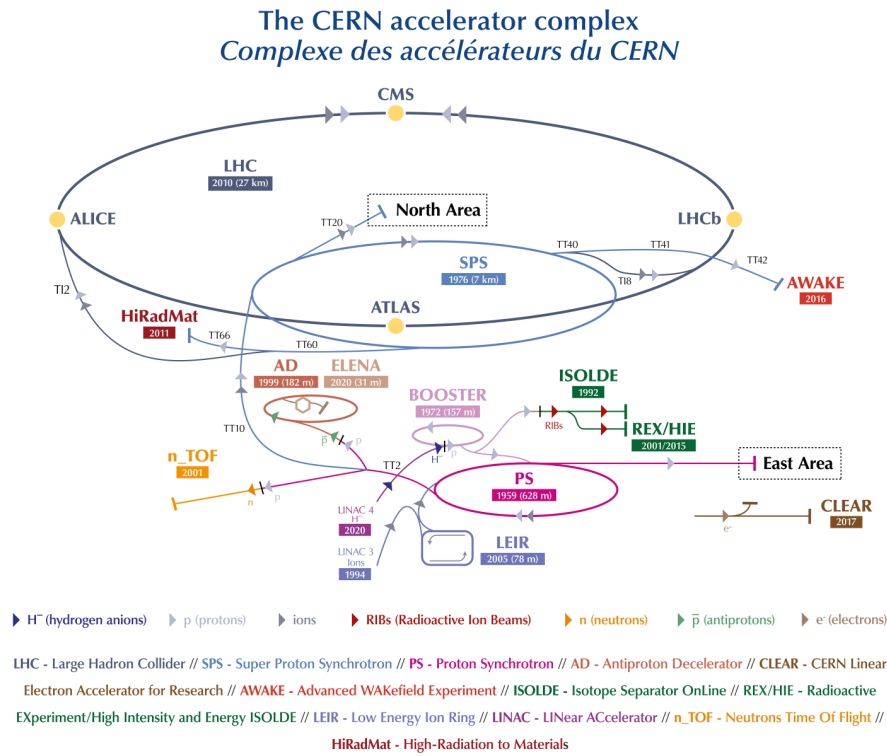 The CERN accelerator complex
Complexe des accélérateurs du CERN
CMS
LHC
2010 (27 km)
North Area
TT20
ALICE
LHCb
TT40
TT41
SPS
1976 (7 km)
TT42
TI2
TI8
AWAKE
2016
HiRadMat
2011
ATLAS
TT66
TT60
AD
1999 (182 m)
ELENA
2020 (31 m)
ISOLDE
1992
BOOSTER
1972 (157 m)
RIBs
REX/HIE
2001/2015
TT10
p̅
p
H⁻
p
n_TOF
2001
TT2
East Area
PS
1959 (628 m)
n
p
LINAC 4
H⁻
2020
CLEAR
2017
e-
LINAC 3
Ions
1994
LEIR
2005 (78 m)
H⁻ (hydrogen anions)
p (protons)
ions
RIBs (Radioactive Ion Beams)
n (neutrons)
p̅ (antiprotons)
e- (electrons)
LHC - Large Hadron Collider // SPS - Super Proton Synchrotron // PS - Proton Synchrotron // AD - Antiproton Decelerator // CLEAR - CERN Linear
Electron Accelerator for Research // AWAKE - Advanced WAKefield Experiment // ISOLDE - Isotope Separator OnLine // REX/HIE - Radioactive
EXperiment/High Intensity and Energy ISOLDE // LEIR - Low Energy Ion Ring // LINAC - LINear ACcelerator // n_TOF - Neutrons Time Of Flight //
HiRadMat - High-Radiation to Materials